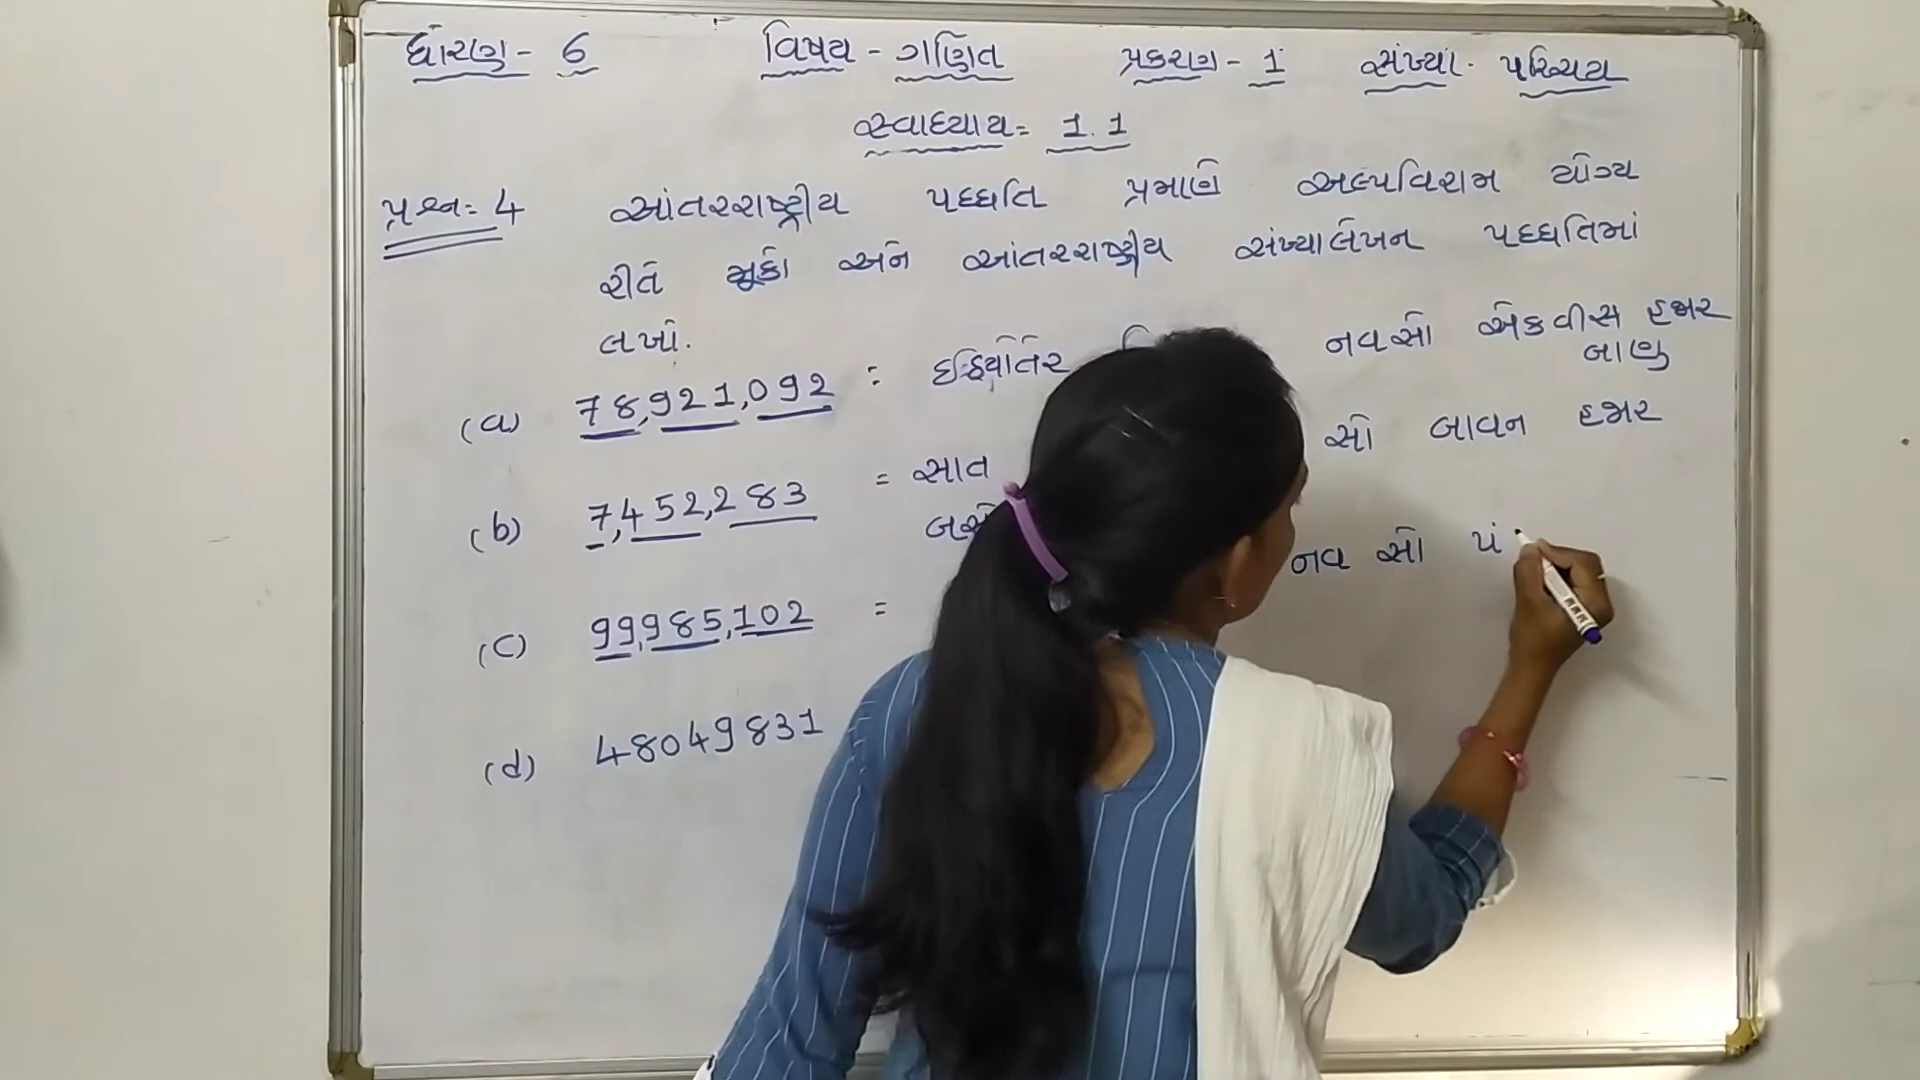 ધોરણ - 6 વિષય - ગણિત પ્રકરણ - 1 સંખ્યા પરિચય
સ્વાધ્યાય = 1.1
પ્રશ્ન = 4 આંતરરાષ્ટ્રીય પદ્ધતિ પ્રમાણે અલ્પવિરામ યોગ્ય
રીતે મૂકો અને આંતરરાષ્ટ્રીય સંખ્યાલેખન પદ્ધતિમાં
લખો.
(a) 78,921,092 = ઈઠ્યોતેર નવસો એકવીસ હજાર
બાણુ
(b) 7,452,283 = સાત સો બાવન હજાર
(c) 99,985,102 = નવ સો પં
(d) 48049831